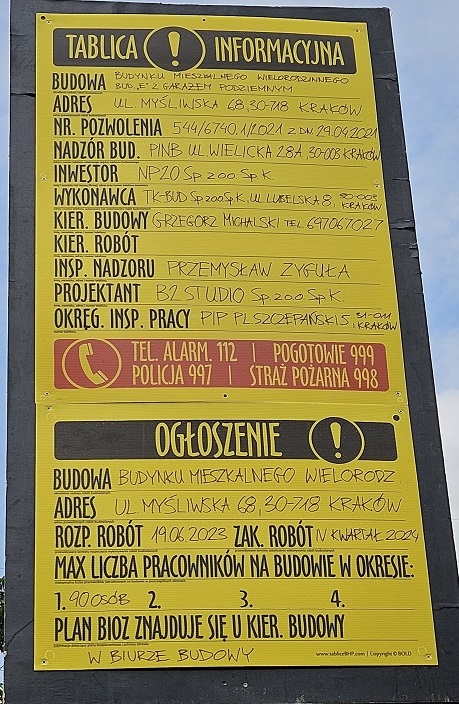 TABLICA ! INFORMACYJNA
BUDOWA BUDYNKU MIESZKALNEGO WIELORODZINNEGO
BUD. „E" Z GARAŻEM PODZIEMNYM
ADRES UL. MYŚLIWSKA 68, 30-718 KRAKÓW
NR. POZWOLENIA 544/6740.1/2021 Z DN 29.04.2021
NADZÓR BUD. PINB UL. WIELICKA 28A, 30-003 KRAKÓW
INWESTOR NP20 Sp. z o.o. Sp. K.
WYKONAWCA TK-BUD Sp zoo Sp.K., UL. LUBELSKA 8, 30-003 KRAKÓW
KIER. BUDOWY GRZEGORZ MICHALSKI TEL. 697067027
KIER. ROBÓT
INSP. NADZORU PRZEMYSŁAW ZYGUŁA
PROJEKTANT B2 STUDIO Sp. z o.o. Sp K.
OKRĘG. INSP. PRACY PIP PL. SZCZEPAŃSKI 5, 31-011 KRAKÓW
TEL. ALARM. 112 | POGOTOWIE 999
POLICJA 997 | STRAŻ POŻARNA 998
OGŁOSZENIE !
BUDOWA BUDYNKU MIESZKALNEGO WIELORODZ
ADRES UL MYŚLIWSKA 68, 30-718 KRAKÓW
ROZP. ROBÓT 19.06.2023 ZAK. ROBÓT IV KWARTAŁ 2024
MAX LICZBA PRACOWNIKÓW NA BUDOWIE W OKRESIE:
1. 90 OSÓB 2. 3. 4.
PLAN BIOZ ZNAJDUJE SIĘ U KIER. BUDOWY
W BIURZE BUDOWY
www.tabliceBHP.com | Copyright © BOLD